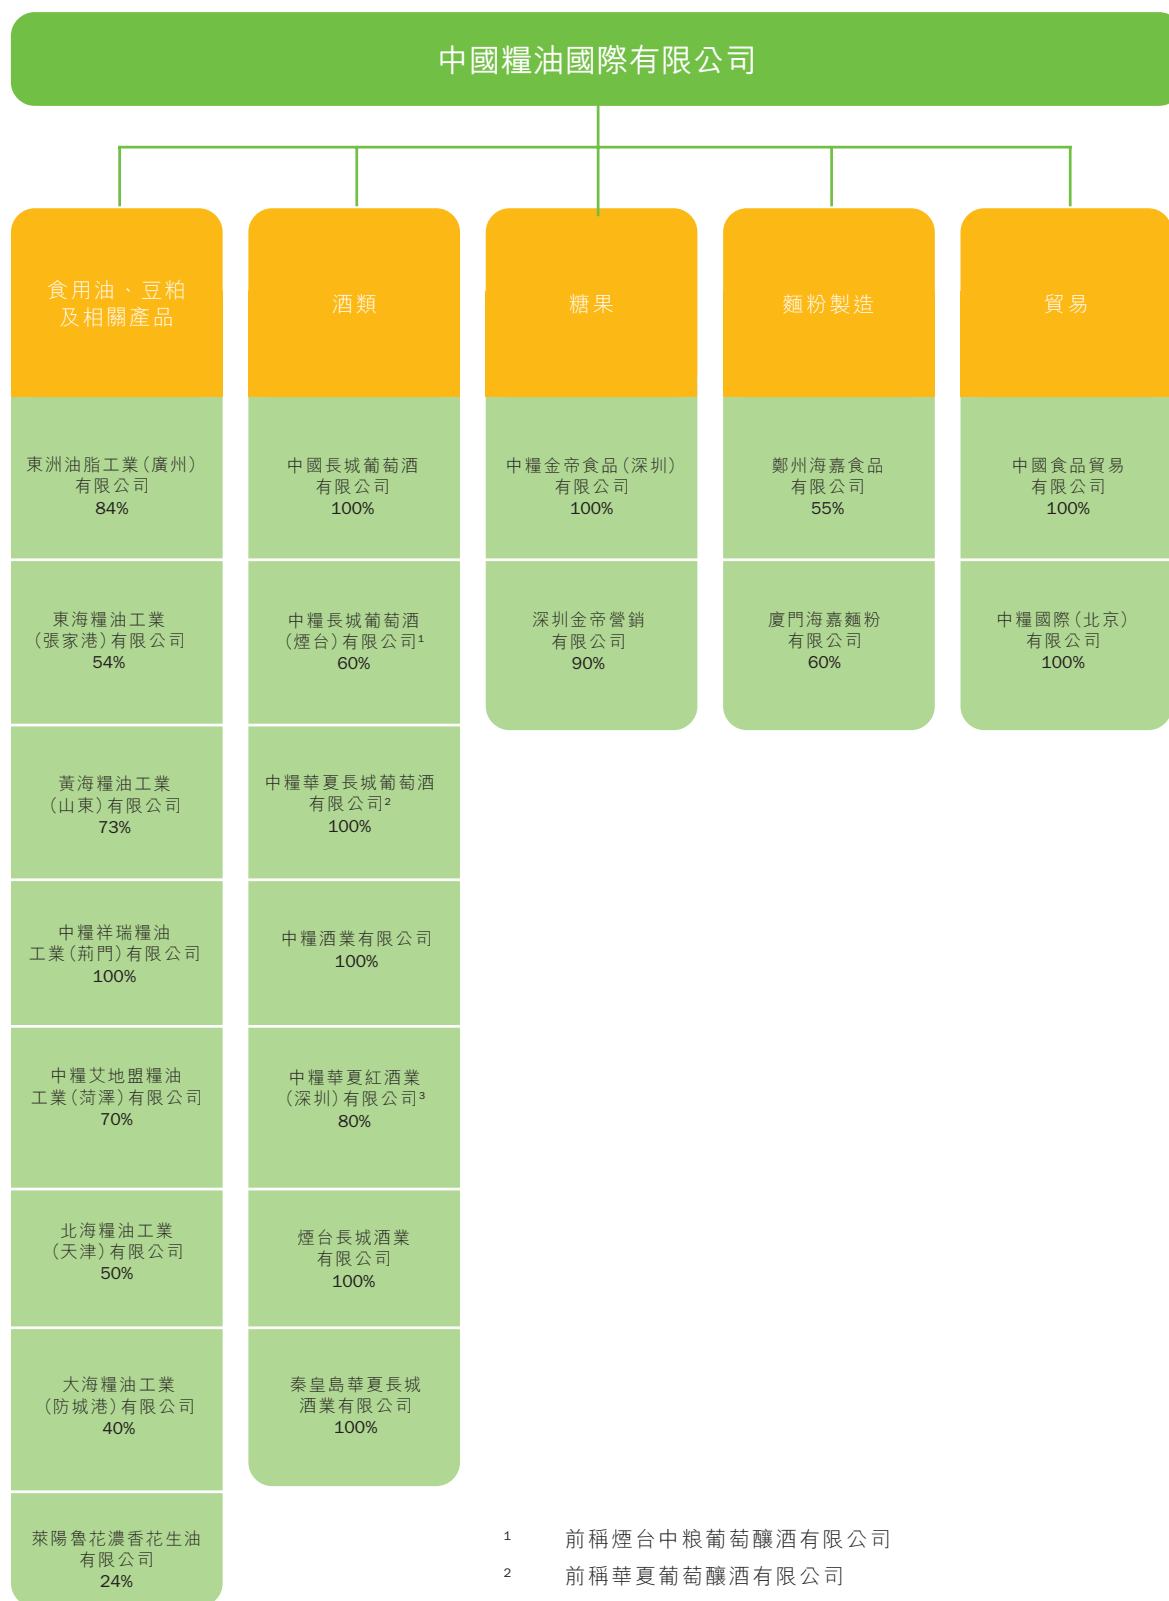 中國糧油國際有限公司
食用油、豆粕
及相關產品
東洲油脂工業(廣州)
有限公司
84%
東海糧油工業
(張家港)有限公司
54%
黃海糧油工業
(山東)有限公司
73%
中糧祥瑞糧油
工業(荊門)有限公司
100%
中糧艾地盟糧油
工業(菏澤)有限公司
70%
北海糧油工業
(天津)有限公司
50%
大海糧油工業
(防城港)有限公司
40%
萊陽魯花濃香花生油
有限公司
24%
酒類
中國長城葡萄酒
有限公司
100%
中糧長城葡萄酒
(煙台)有限公司¹
60%
中糧華夏長城葡萄酒
有限公司²
100%
中糧酒業有限公司
100%
中糧華夏紅酒業
(深圳)有限公司³
80%
煙台長城酒業
有限公司
100%
秦皇島華夏長城
酒業有限公司
100%
糖果
中糧金帝食品(深圳)
有限公司
100%
深圳金帝營銷
有限公司
90%
麵粉製造
鄭州海嘉食品
有限公司
55%
廈門海嘉麵粉
有限公司
60%
貿易
中國食品貿易
有限公司
100%
中糧國際(北京)
有限公司
100%
¹ 前稱煙台中粮葡萄釀酒有限公司
² 前稱華夏葡萄釀酒有限公司